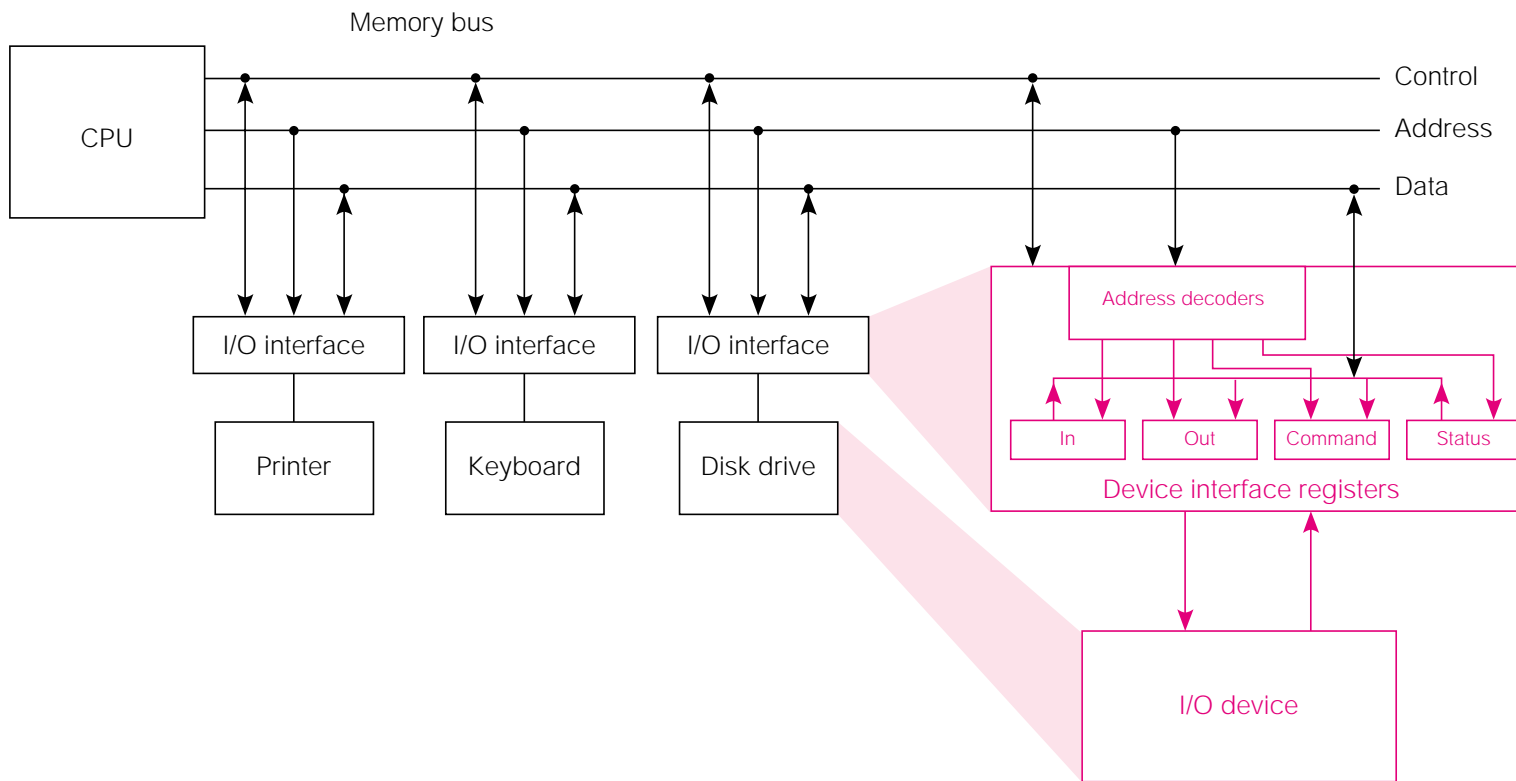 Memory bus
Control
CPU
Address
Data
Address decoders
I/O interface
I/O interface
I/O interface
In
Out
Command
Status
Printer
Keyboard
Disk drive
Device interface registers
I/O device